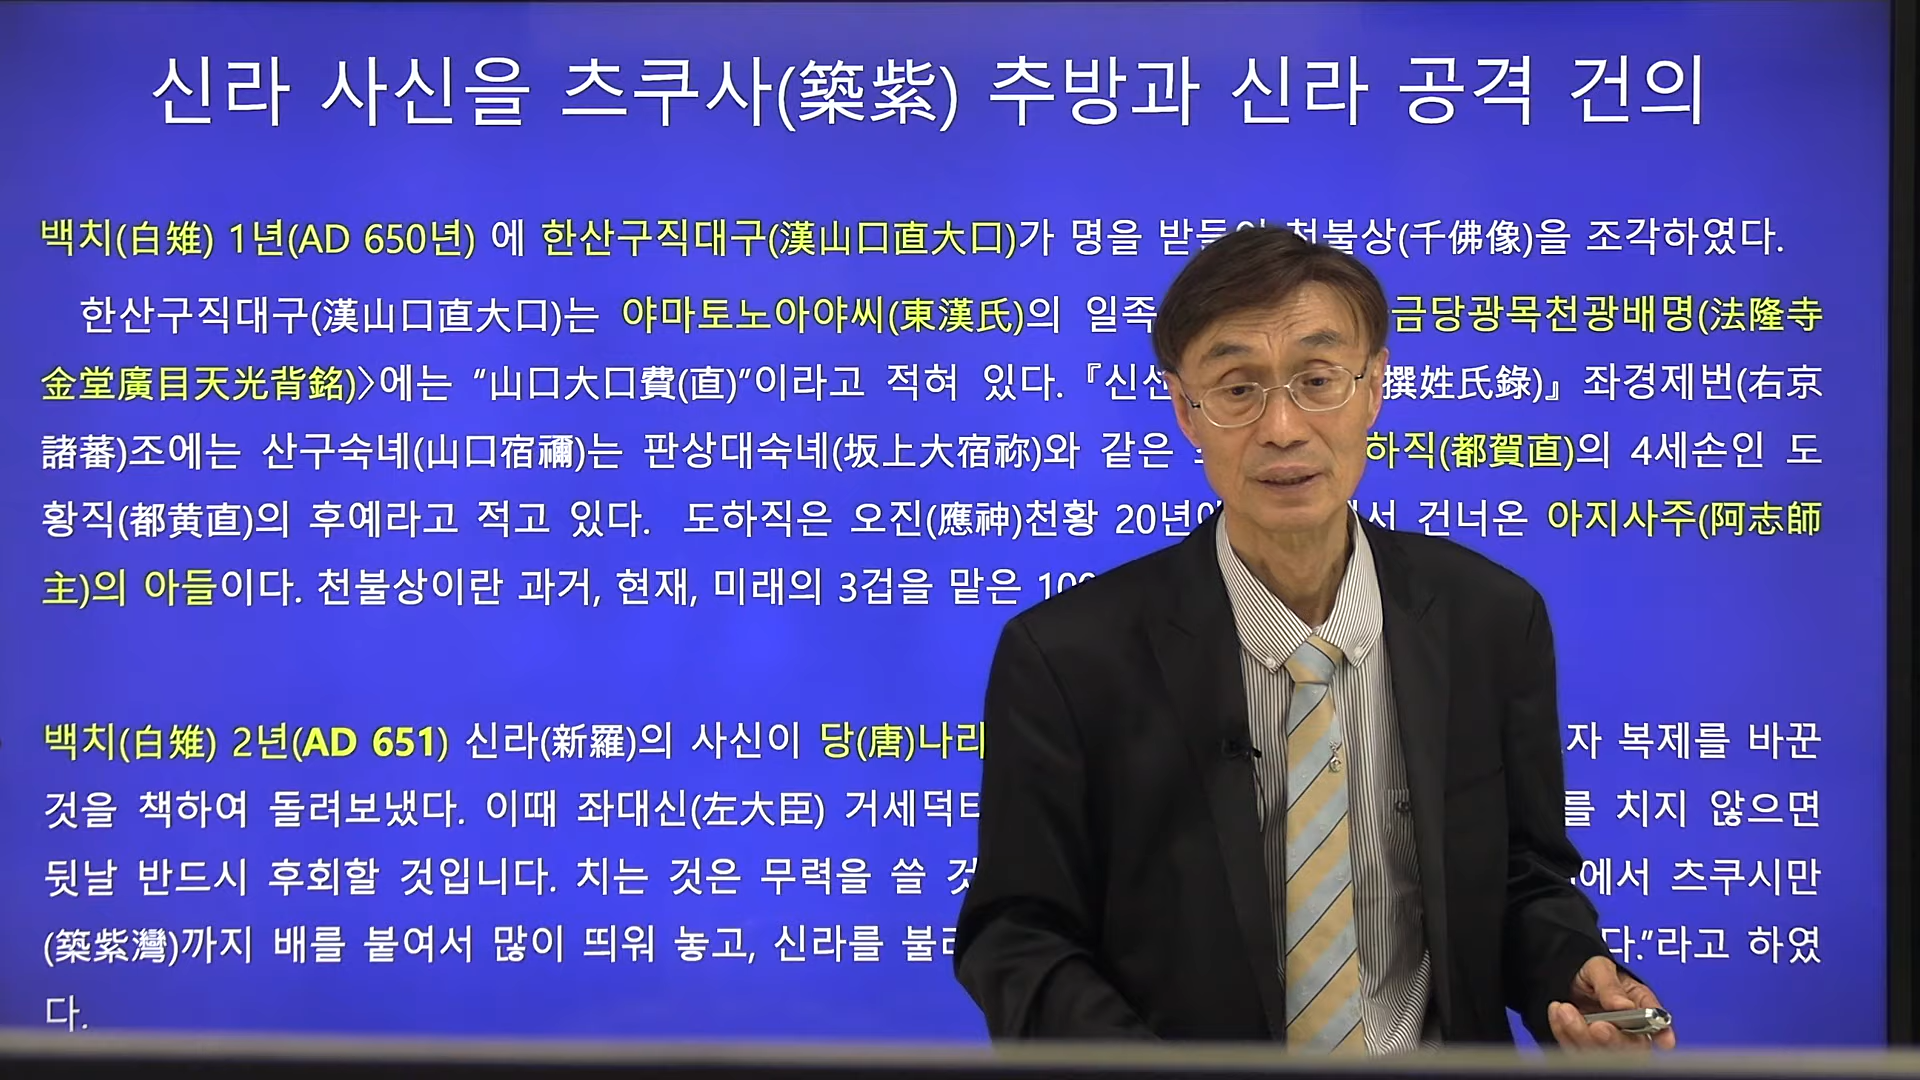 신라 사신을 츠쿠사(築紫) 추방과 신라 공격 건의
백치(白雉) 1년(AD 650년) 에 한산구직대구(漢山口直大口)가 명을 받들어 천불상(千佛像)을 조각하였다.
한산구직대구(漢山口直大口)는 야마토노아야씨(東漢氏)의 일족 금당광목천광배명(法隆寺
金堂廣目天光背銘)〉에는 “山口大口費(直)”이라고 적혀 있다. 『신선 撰姓氏錄)』 좌경제번(右京
諸蕃)조에는 산구숙녜(山口宿禰)는 판상대숙녜(坂上大宿祢)와 같은 하직(都賀直)의 4세손인 도
황직(都黄直)의 후예라고 적고 있다. 도하직은 오진(應神)천황 20년에 서 건너온 아지사주(阿志師
主)의 아들이다. 천불상이란 과거, 현재, 미래의 3겁을 맡은
백치(白雉) 2년(AD 651) 신라(新羅)의 사신이 당(唐)나라 자 복제를 바꾼
것을 책하여 돌려보냈다. 이때 좌대신(左大臣) 를 치지 않으면
뒷날 반드시 후회할 것입니다. 치는 것은 무력을 쓸 에서 츠쿠시만
(築紫灣)까지 배를 붙여서 많이 띄워 놓고, 신라를 다.”라고 하였
다.